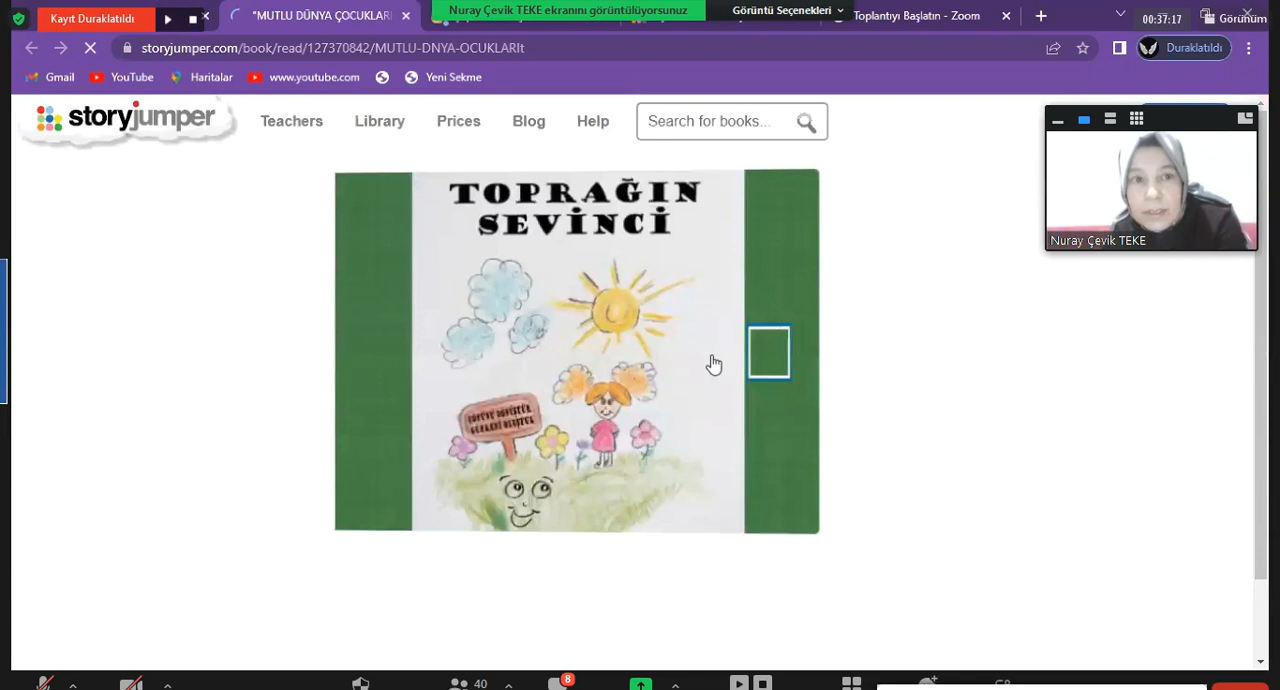 Kayıt Duraklatıldı
"MUTLU DÜNYA ÇOCUKLARI
Nuray Çevik TEKE ekranını görüntülüyorsunuz
Görüntü Seçenekleri
Toplantıyı Başlatın - Zoom
00:37:17
Görünüm
storyjumper.com/book/read/127370842/MUTLU-DNYA-OCUKLARIt
Duraklatıldı
Gmail
YouTube
Haritalar
www.youtube.com
Yeni Sekme
storyjumper
Teachers
Library
Prices
Blog
Help
Search for books...
TOPRAĞIN
SEVİNCİ
Nuray Çevik TEKE
40
8